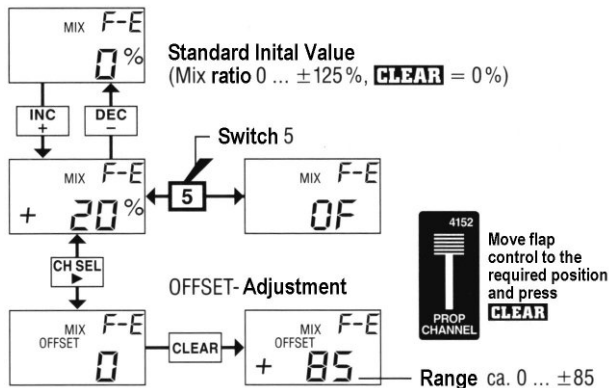 MIX F-E
0%
Standard Inital Value
(Mix ratio 0 ... ±125%, CLEAR = 0%)
INC
+
DEC
−
Switch 5
MIX F-E
+ 20%
5
MIX F-E
OF
CH SEL
▶
OFFSET- Adjustment
4152
PROP
CHANNEL
Move flap
control to the
required position
and press
CLEAR
MIX F-E
OFFSET
0
CLEAR
MIX F-E
OFFSET
+ 85
Range ca. 0 ... ±85